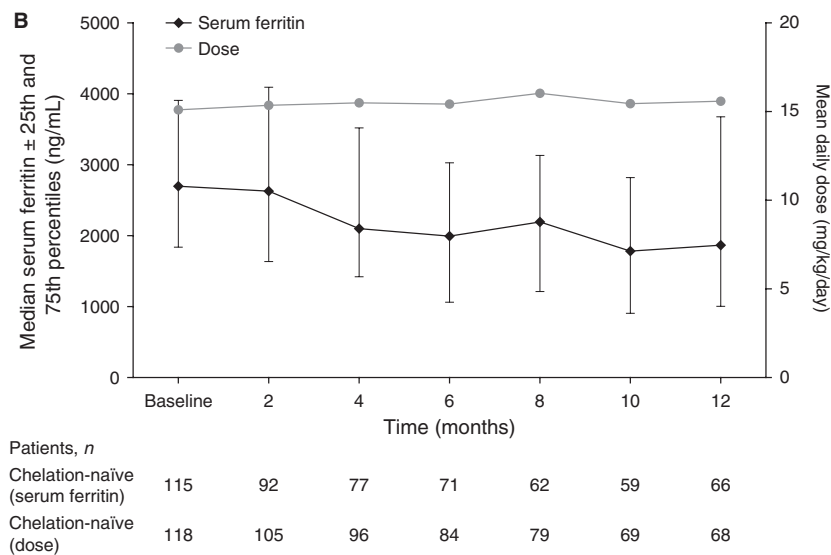 B
Serum ferritin
Dose
Median serum ferritin ± 25th and
75th percentiles (ng/mL)
5000
4000
3000
2000
1000
0
20
15
10
5
0
Mean daily dose (mg/kg/day)
Baseline 2 4 6 8 10 12
Time (months)
Patients, n
Chelation-naïve
(serum ferritin) 115 92 77 71 62 59 66
Chelation-naïve
(dose) 118 105 96 84 79 69 68